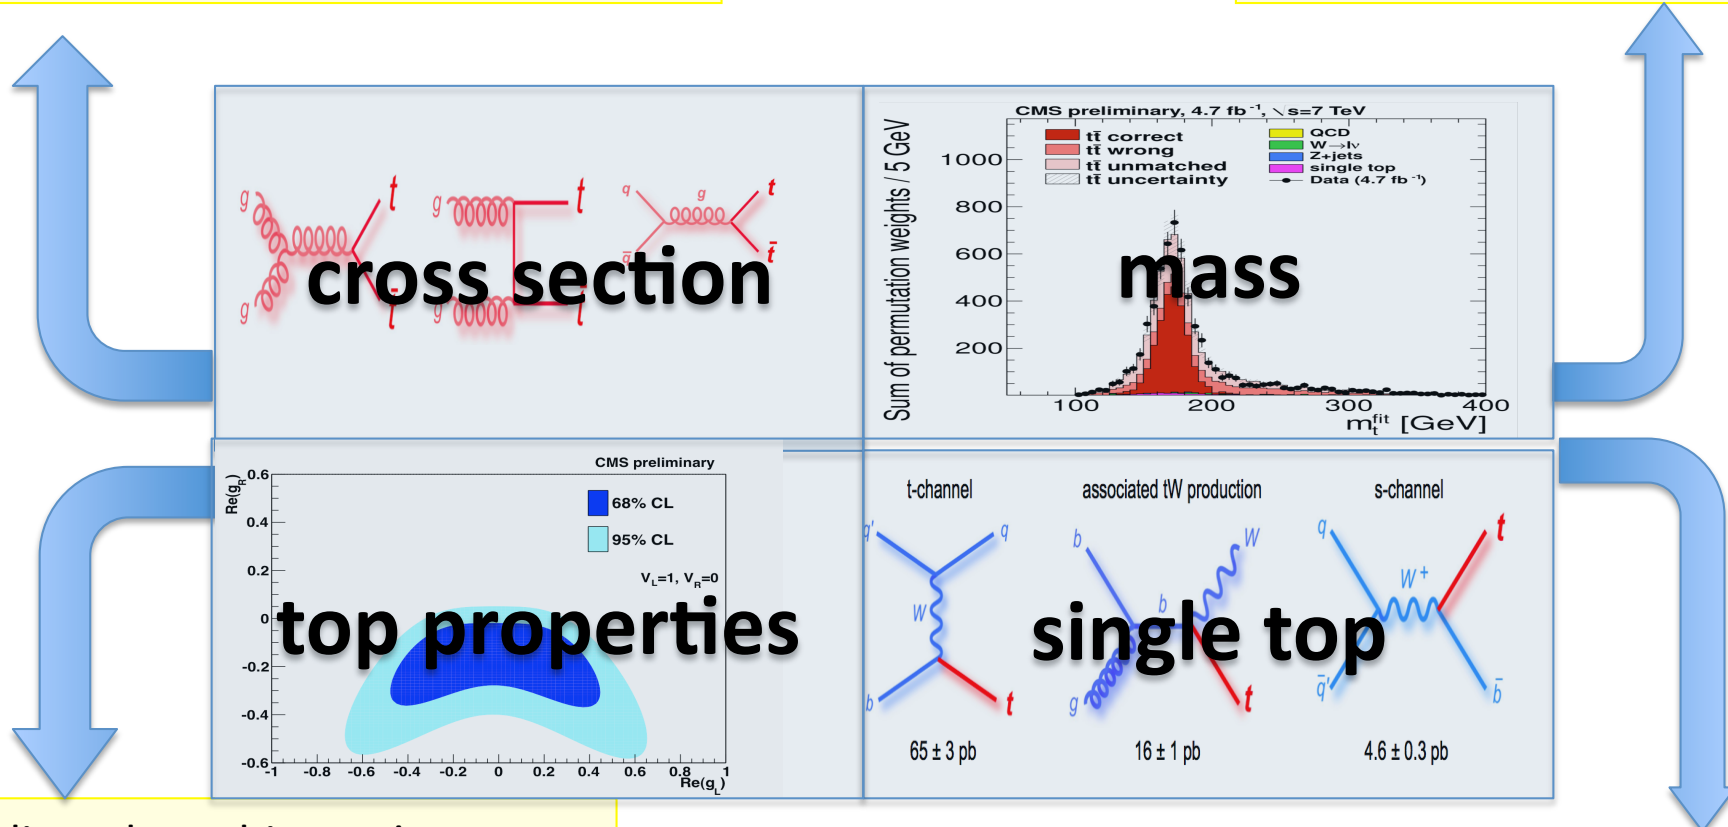 g
g
t
t̄
g
g
t
t̄
q
q̄
g
t
t̄
cross section
CMS preliminary, 4.7 fb⁻¹, √s=7 TeV
tt̄ correct
tt̄ wrong
tt̄ unmatched
tt̄ uncertainty
QCD
W→lν
Z+jets
single top
Data (4.7 fb⁻¹)
Sum of permutation weights / 5 GeV
1000
800
600
400
200
100 200 300 400
mₜᶠⁱᵗ [GeV]
mass
CMS preliminary
68% CL
95% CL
V_L=1, V_R=0
Re(g_R)
0.6
0.4
0.2
0
-0.2
-0.4
-0.6
-1 -0.8 -0.6 -0.4 -0.2 0 0.2 0.4 0.6 0.8 1
Re(g_L)
top properties
t-channel associated tW production s-channel
q' q
W
b t
b W
b
g t
q t
W⁺
q̄' b̄
single top
65 ± 3 pb 16 ± 1 pb 4.6 ± 0.3 pb